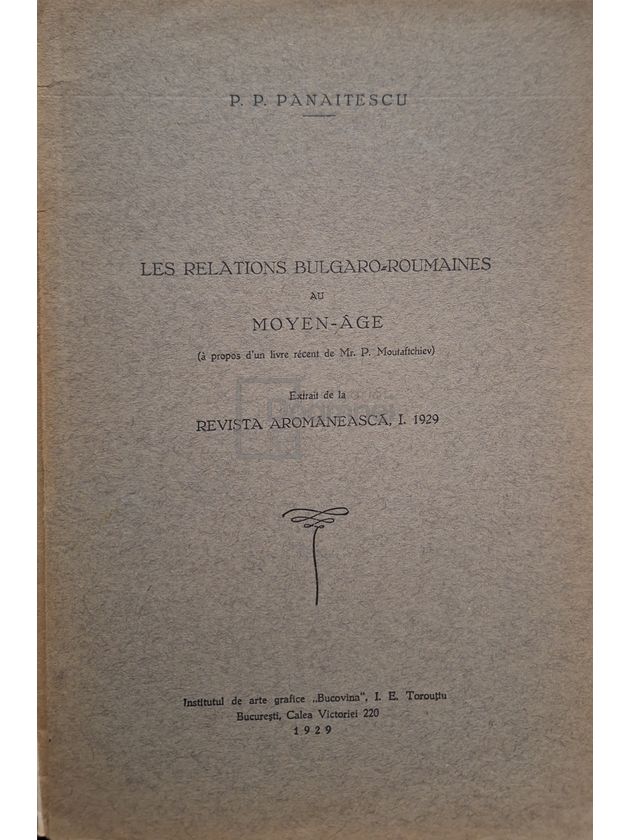 P. P. PANAITESCU
LES RELATIONS BULGARO-ROUMAINES
AU
MOYEN-ÂGE
(à propos d'un livre récent de Mr. P. Moutaftchiev)
Extrait de la
REVISTA AROMÂNEASCĂ, I. 1929
Institutul de arte grafice „Bucovina", I. E. Torouțiu
București, Calea Victoriei 220
1929